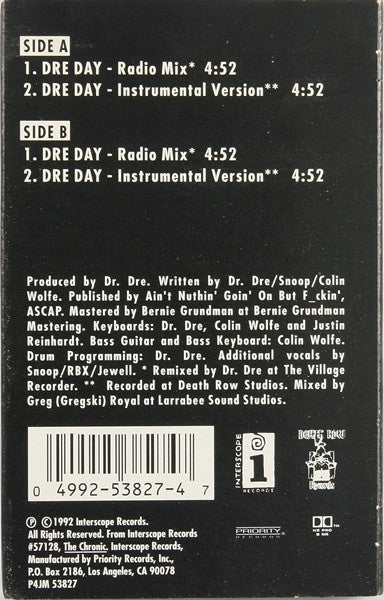 SIDE A
1. DRE DAY - Radio Mix* 4:52
2. DRE DAY - Instrumental Version** 4:52
SIDE B
1. DRE DAY - Radio Mix* 4:52
2. DRE DAY - Instrumental Version** 4:52
Produced by Dr. Dre. Written by Dr. Dre/Snoop/Colin
Wolfe. Published by Ain't Nuthin' Goin' On But F_ckin',
ASCAP. Mastered by Bernie Grundman at Bernie Grundman
Mastering. Keyboards: Dr. Dre, Colin Wolfe and Justin
Reinhardt. Bass Guitar and Bass Keyboard: Colin Wolfe.
Drum Programming: Dr. Dre. Additional vocals by
Snoop/RBX/Jewell. * Remixed by Dr. Dre at The Village
Recorder. ** Recorded at Death Row Studios. Mixed by
Greg (Gregski) Royal at Larrabee Sound Studios.
0 4992-53827-4 7
INTERSCOPE
i
RECORDS
DEATH ROW
Records
℗ © 1992 Interscope Records.
All Rights Reserved. From Interscope Records
#57128, The Chronic. Interscope Records,
Manufactured by Priority Records, Inc.,
P.O. Box 2186, Los Angeles, CA 90078
P4JM 53827
PRIORITY
RECORDS
HX PRO
B NR